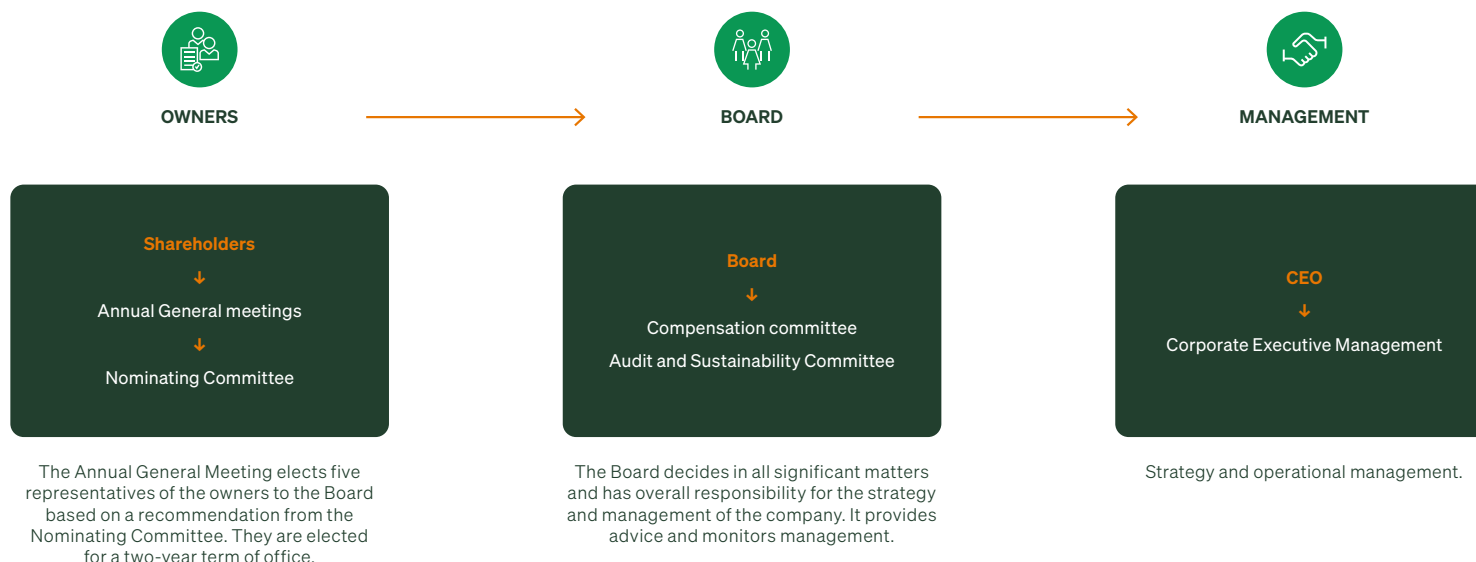 OWNERS
BOARD
MANAGEMENT
Shareholders
Annual General meetings
Nominating Committee
Board
Compensation committee
Audit and Sustainability Committee
CEO
Corporate Executive Management
The Annual General Meeting elects five
representatives of the owners to the Board
based on a recommendation from the
Nominating Committee. They are elected
for a two-year term of office.
The Board decides in all significant matters
and has overall responsibility for the strategy
and management of the company. It provides
advice and monitors management.
Strategy and operational management.